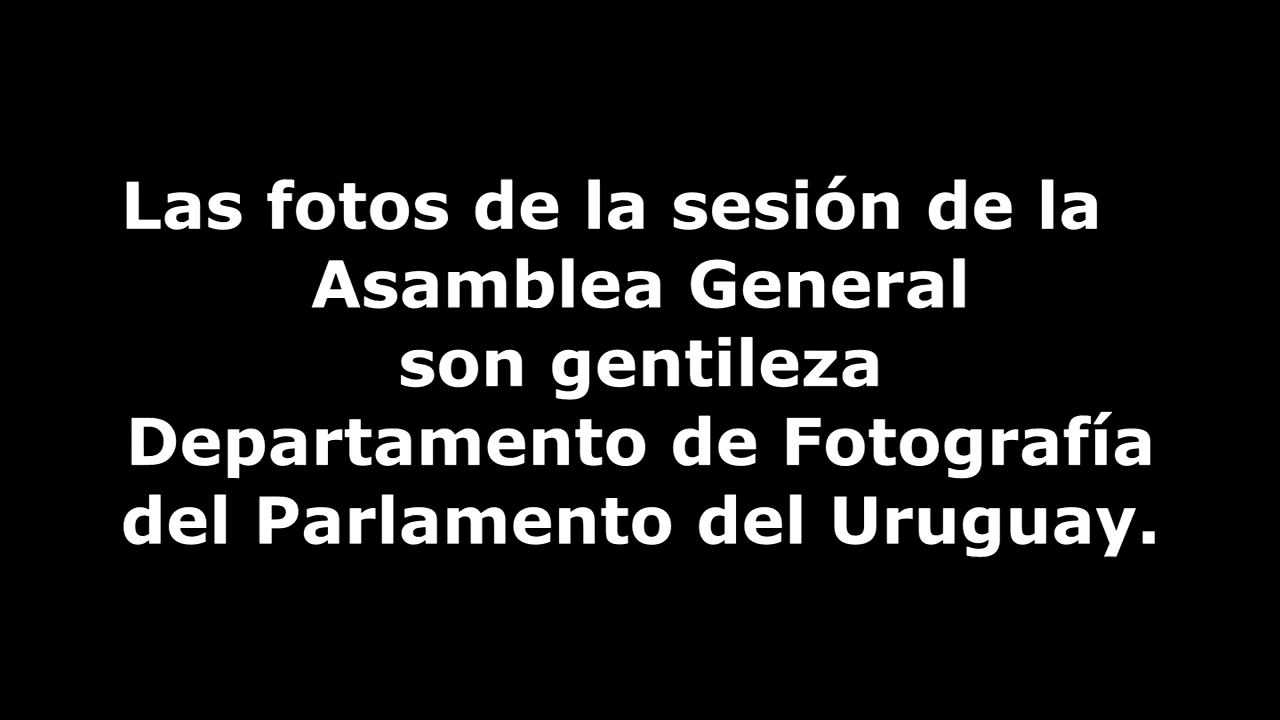 Las fotos de la sesión de la
Asamblea General
son gentileza
Departamento de Fotografía
del Parlamento del Uruguay.